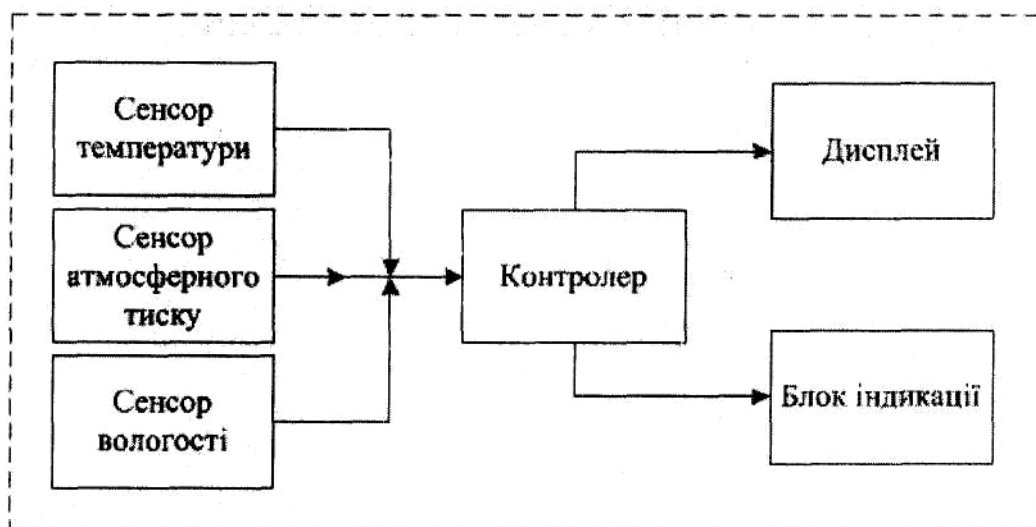 Сенсор
температури
Сенсор
атмосферного
тиску
Сенсор
вологості
Контролер
Дисплей
Блок індикації